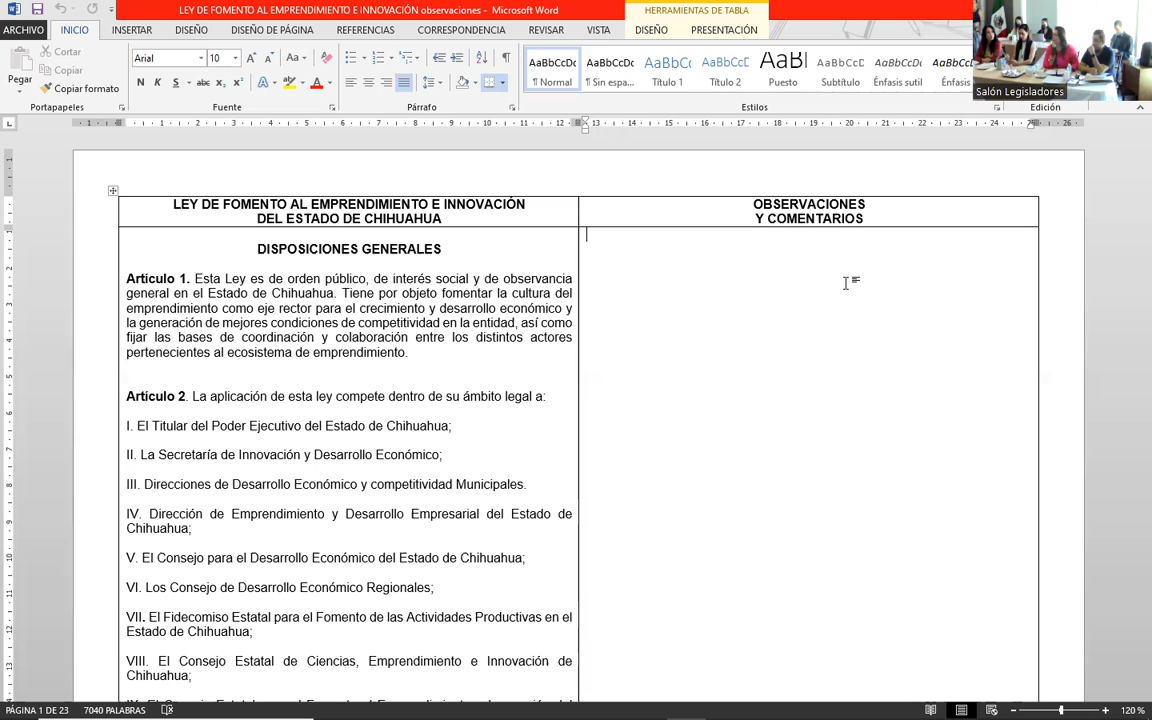 LEY DE FOMENTO AL EMPRENDIMIENTO E INNOVACIÓN observaciones - Microsoft Word
HERRAMIENTAS DE TABLA
ARCHIVO INICIO INSERTAR DISEÑO DISEÑO DE PÁGINA REFERENCIAS CORRESPONDENCIA REVISAR VISTA DISEÑO PRESENTACIÓN
Pegar
Cortar
Copiar
Copiar formato
Portapapeles
Arial 10
N K S abc
Fuente
Párrafo
AaBbCcDc AaBbCcDc AaBbCc AaBbCcD AaBl AaBbCcD AaBbCcDc AaBbCcDc
¶ Normal ¶ Sin espa... Título 1 Título 2 Puesto Subtítulo Énfasis sutil Énfasis
Estilos
Salón Legisladores
Edición
LEY DE FOMENTO AL EMPRENDIMIENTO E INNOVACIÓN
DEL ESTADO DE CHIHUAHUA
OBSERVACIONES
Y COMENTARIOS
DISPOSICIONES GENERALES
Artículo 1. Esta Ley es de orden público, de interés social y de observancia
general en el Estado de Chihuahua. Tiene por objeto fomentar la cultura del
emprendimiento como eje rector para el crecimiento y desarrollo económico y
la generación de mejores condiciones de competitividad en la entidad, así como
fijar las bases de coordinación y colaboración entre los distintos actores
pertenecientes al ecosistema de emprendimiento.
Artículo 2. La aplicación de esta ley compete dentro de su ámbito legal a:
I. El Titular del Poder Ejecutivo del Estado de Chihuahua;
II. La Secretaría de Innovación y Desarrollo Económico;
III. Direcciones de Desarrollo Económico y competitividad Municipales.
IV. Dirección de Emprendimiento y Desarrollo Empresarial del Estado de
Chihuahua;
V. El Consejo para el Desarrollo Económico del Estado de Chihuahua;
VI. Los Consejo de Desarrollo Económico Regionales;
VII. El Fidecomiso Estatal para el Fomento de las Actividades Productivas en el
Estado de Chihuahua;
VIII. El Consejo Estatal de Ciencias, Emprendimiento e Innovación de
Chihuahua;
PÁGINA 1 DE 23 7040 PALABRAS 120 %